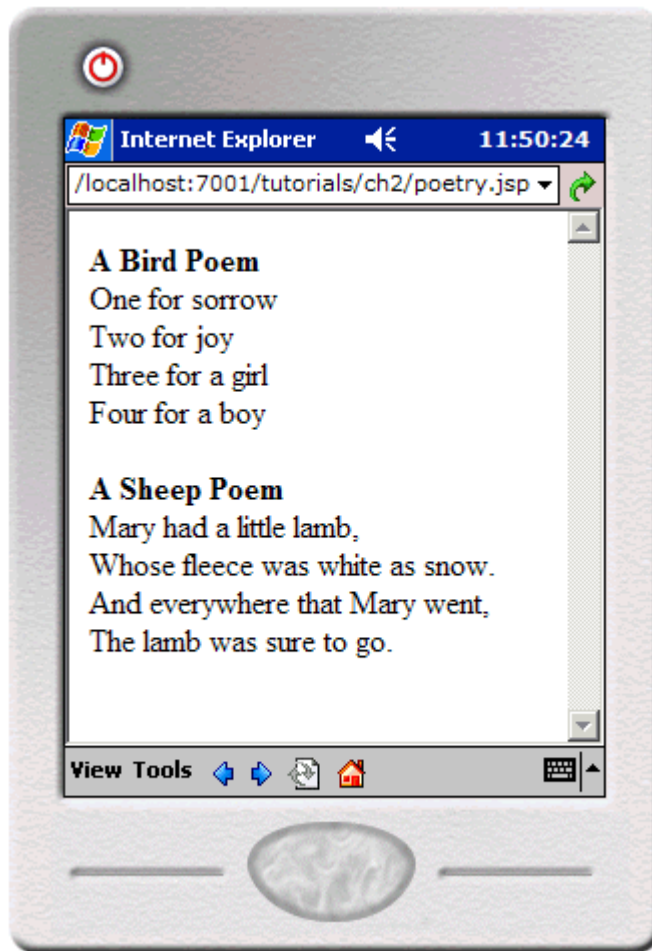 Internet Explorer 11:50:24
/localhost:7001/tutorials/ch2/poetry.jsp
A Bird Poem
One for sorrow
Two for joy
Three for a girl
Four for a boy
A Sheep Poem
Mary had a little lamb,
Whose fleece was white as snow.
And everywhere that Mary went,
The lamb was sure to go.
View Tools